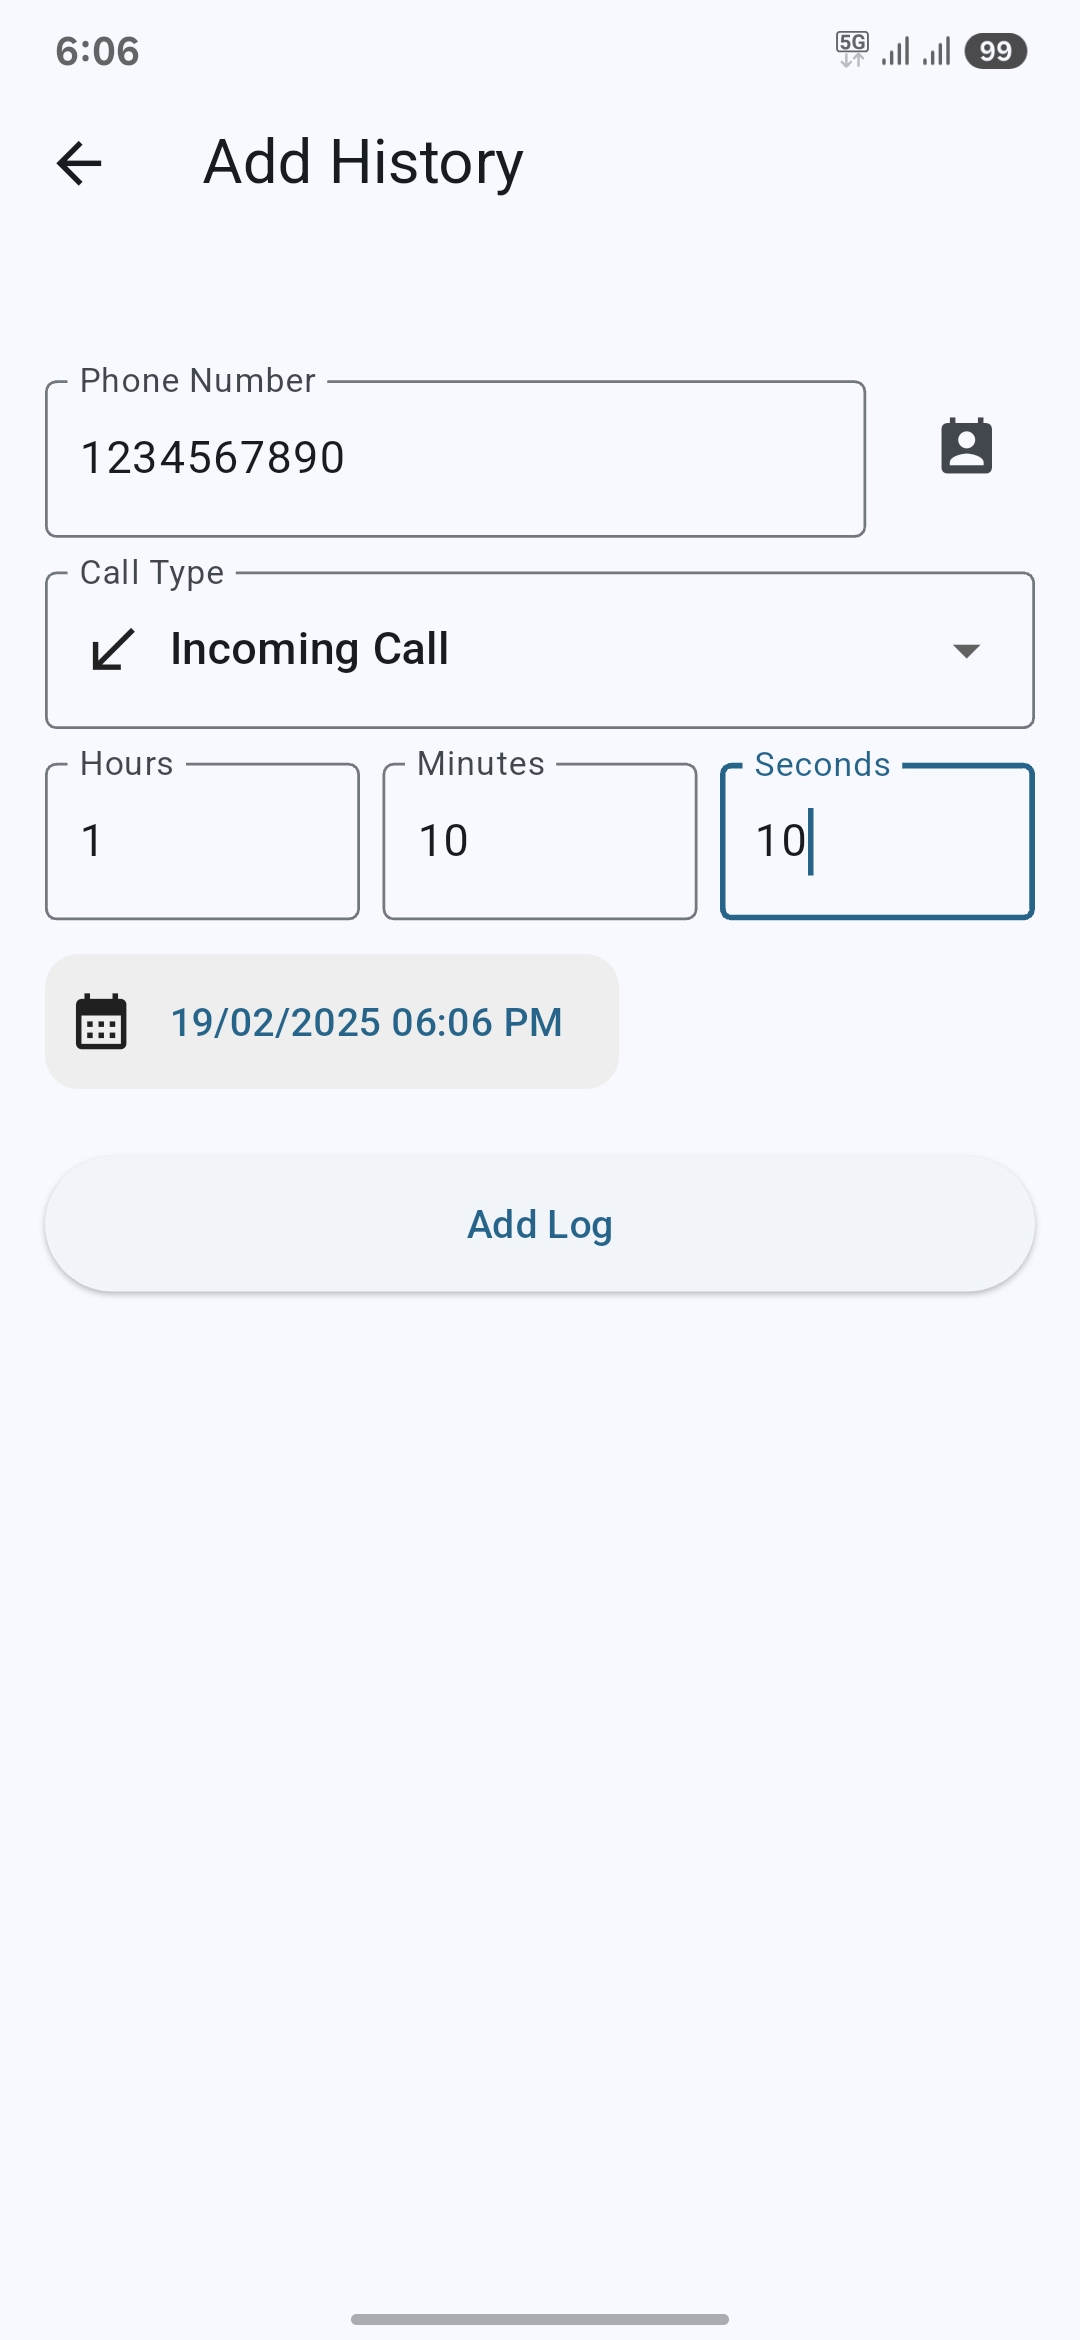 6:06 5G 99
Add History
Phone Number
1234567890
Call Type
Incoming Call
Hours Minutes Seconds
1 10 10
19/02/2025 06:06 PM
Add Log